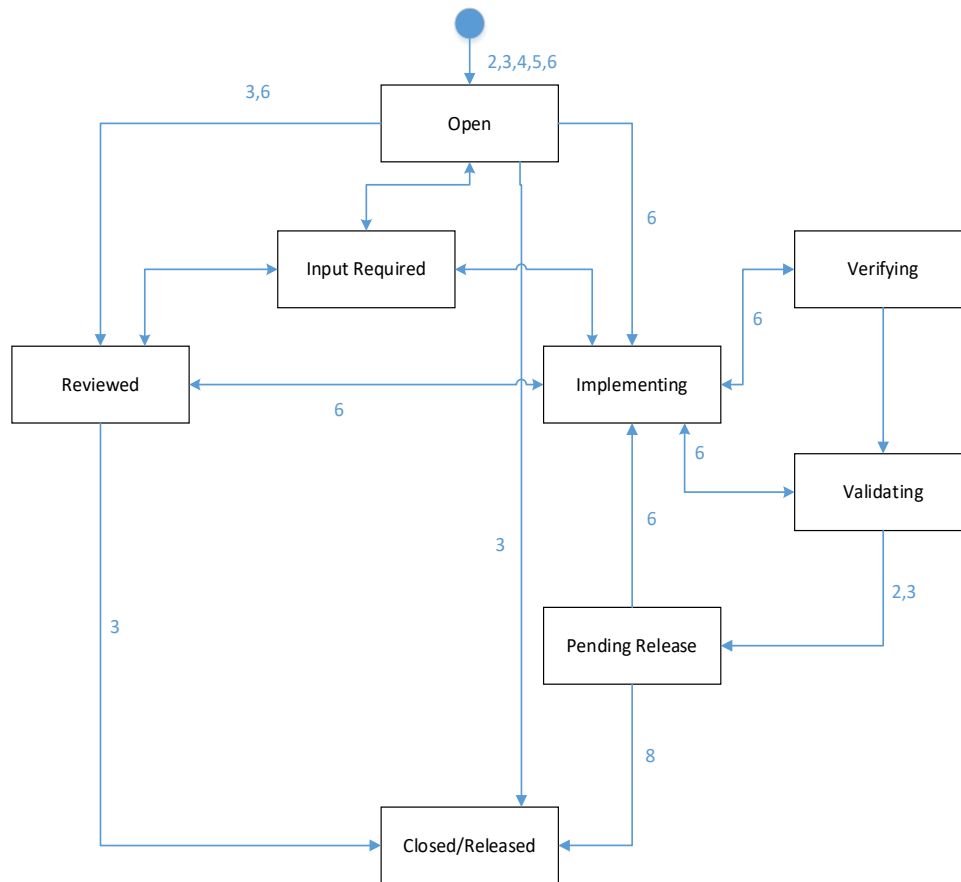 2,3,4,5,6
3,6
Open
6
Input Required
Verifying
6
Reviewed
Implementing
6
6
Validating
6
3
2,3
3
Pending Release
8
Closed/Released